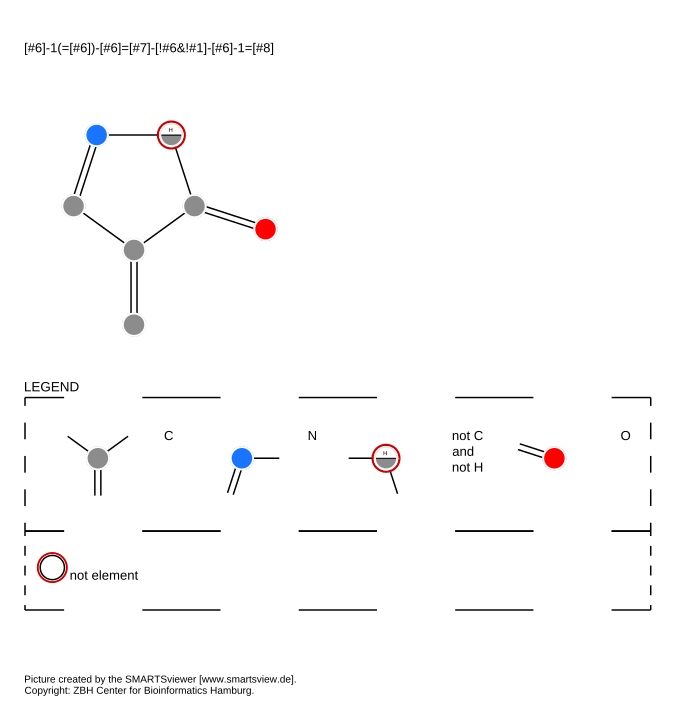 [#6]-1(=[#6])-[#6]=[#7]-[!#6&!#1]-[#6]-1=[#8]
H
LEGEND
C
N
H
not C
and
not H
O
not element
Picture created by the SMARTSviewer [www.smartsview.de].
Copyright: ZBH Center for Bioinformatics Hamburg.